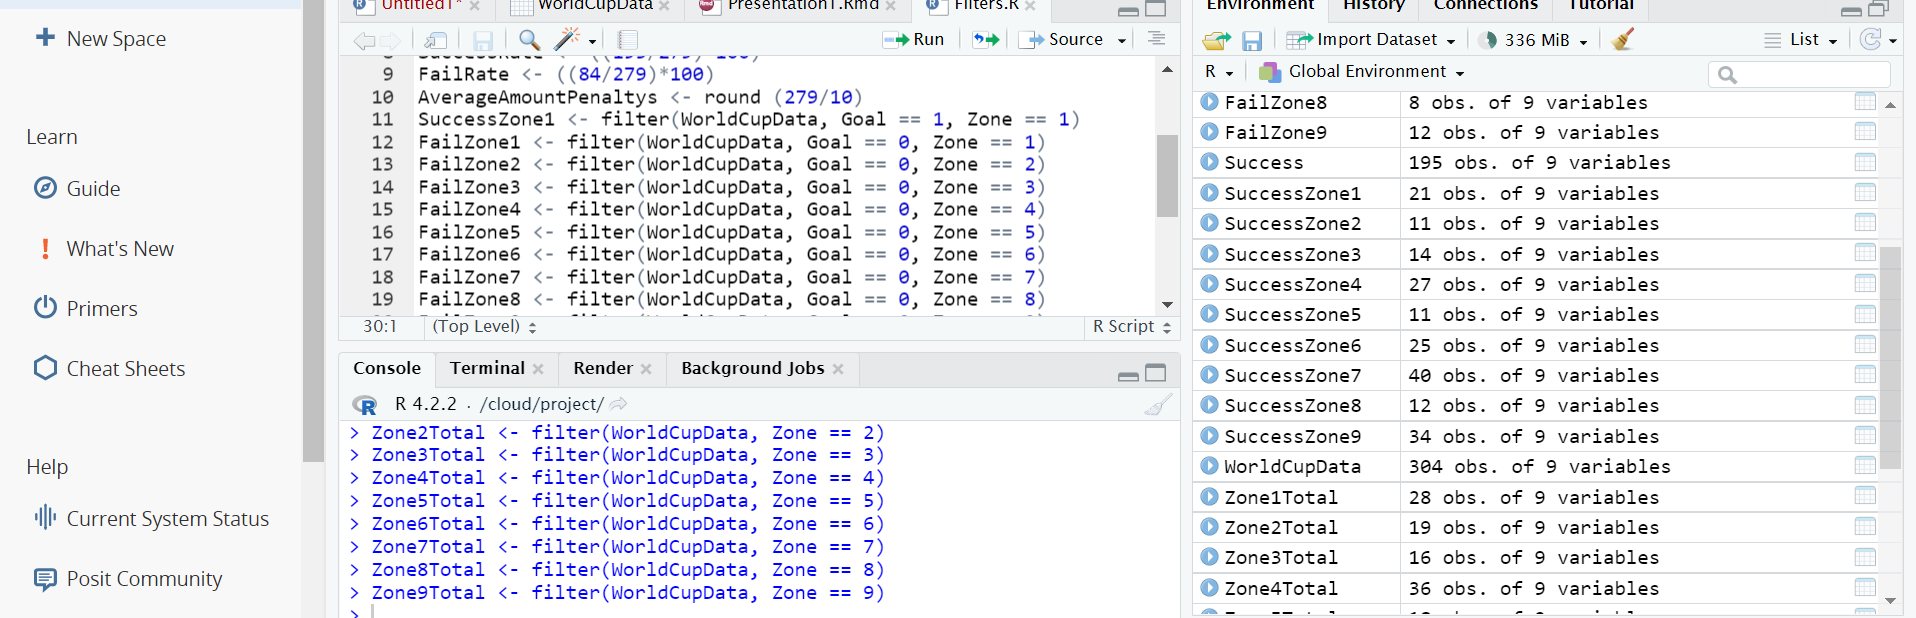 New Space
Learn
Guide
What's New
Primers
Cheat Sheets
Help
Current System Status
Posit Community
Untitled1* WorldCupData Presentation1.Rmd Filters.R
Run Source
9 FailRate <- ((84/279)*100)
10 AverageAmountPenaltys <- round (279/10)
11 SuccessZone1 <- filter(WorldCupData, Goal == 1, Zone == 1)
12 FailZone1 <- filter(WorldCupData, Goal == 0, Zone == 1)
13 FailZone2 <- filter(WorldCupData, Goal == 0, Zone == 2)
14 FailZone3 <- filter(WorldCupData, Goal == 0, Zone == 3)
15 FailZone4 <- filter(WorldCupData, Goal == 0, Zone == 4)
16 FailZone5 <- filter(WorldCupData, Goal == 0, Zone == 5)
17 FailZone6 <- filter(WorldCupData, Goal == 0, Zone == 6)
18 FailZone7 <- filter(WorldCupData, Goal == 0, Zone == 7)
19 FailZone8 <- filter(WorldCupData, Goal == 0, Zone == 8)
30:1 (Top Level) R Script
Console Terminal Render Background Jobs
R 4.2.2 · /cloud/project/
> Zone2Total <- filter(WorldCupData, Zone == 2)
> Zone3Total <- filter(WorldCupData, Zone == 3)
> Zone4Total <- filter(WorldCupData, Zone == 4)
> Zone5Total <- filter(WorldCupData, Zone == 5)
> Zone6Total <- filter(WorldCupData, Zone == 6)
> Zone7Total <- filter(WorldCupData, Zone == 7)
> Zone8Total <- filter(WorldCupData, Zone == 8)
> Zone9Total <- filter(WorldCupData, Zone == 9)
>
Environment History Connections Tutorial
Import Dataset 336 MiB List
R Global Environment
FailZone8 8 obs. of 9 variables
FailZone9 12 obs. of 9 variables
Success 195 obs. of 9 variables
SuccessZone1 21 obs. of 9 variables
SuccessZone2 11 obs. of 9 variables
SuccessZone3 14 obs. of 9 variables
SuccessZone4 27 obs. of 9 variables
SuccessZone5 11 obs. of 9 variables
SuccessZone6 25 obs. of 9 variables
SuccessZone7 40 obs. of 9 variables
SuccessZone8 12 obs. of 9 variables
SuccessZone9 34 obs. of 9 variables
WorldCupData 304 obs. of 9 variables
Zone1Total 28 obs. of 9 variables
Zone2Total 19 obs. of 9 variables
Zone3Total 16 obs. of 9 variables
Zone4Total 36 obs. of 9 variables